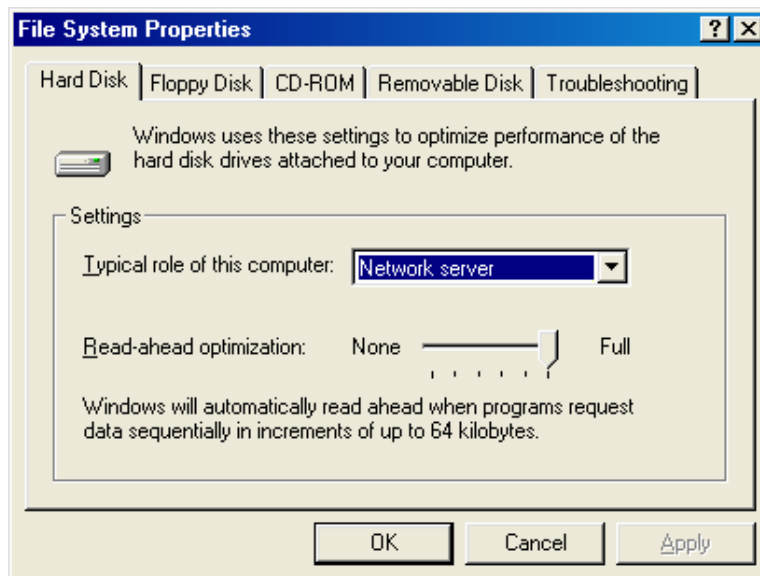 File System Properties
Hard Disk Floppy Disk CD-ROM Removable Disk Troubleshooting
Windows uses these settings to optimize performance of the
hard disk drives attached to your computer.
Settings
Typical role of this computer: Network server
Read-ahead optimization: None Full
Windows will automatically read ahead when programs request
data sequentially in increments of up to 64 kilobytes.
OK Cancel Apply